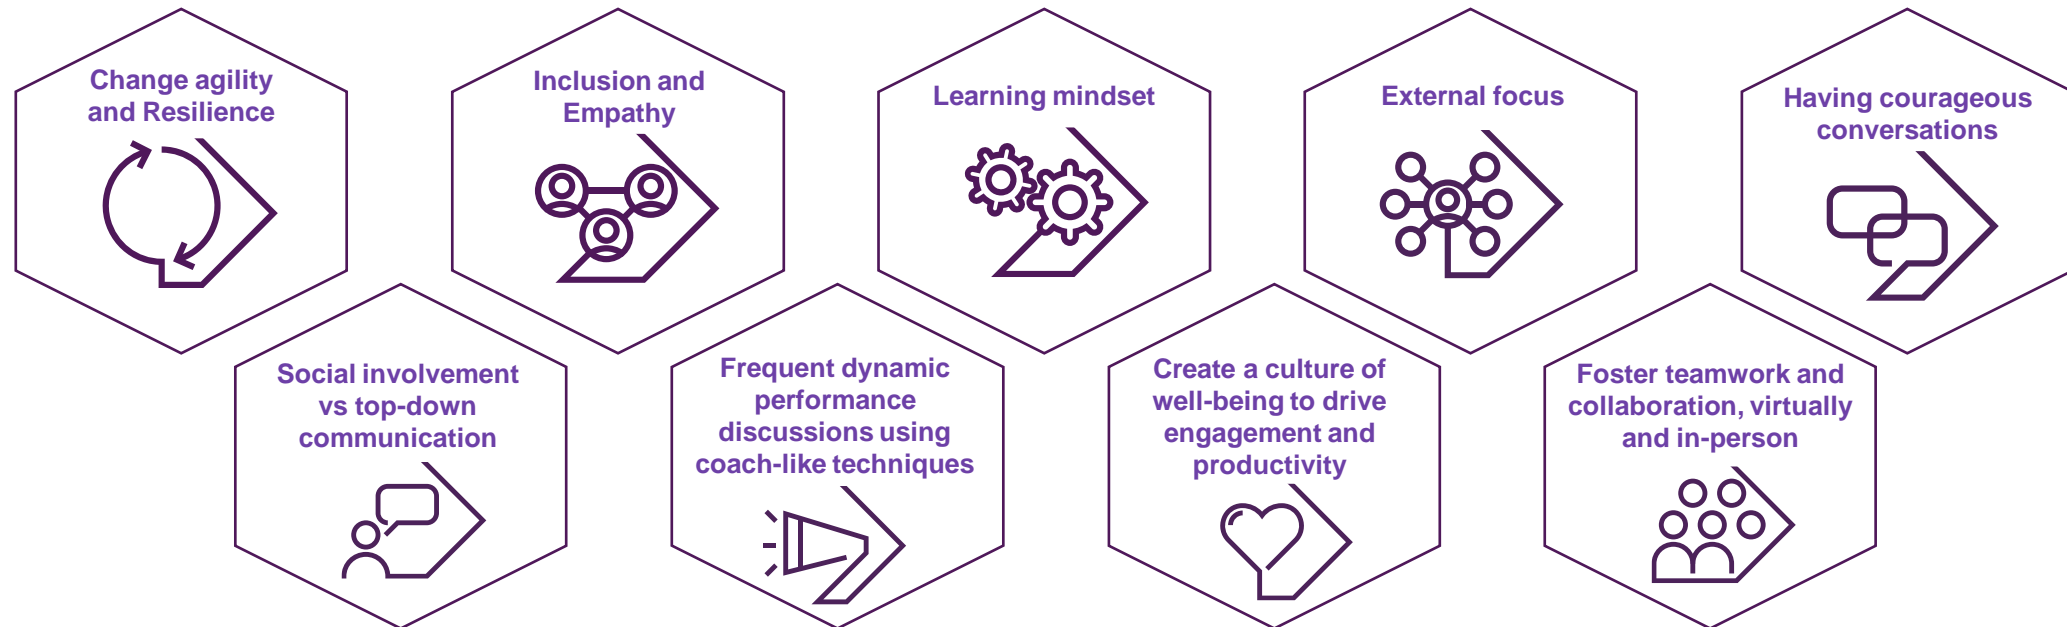 Change agility
and Resilience
Inclusion and
Empathy
Learning mindset
External focus
Having courageous
conversations
Social involvement
vs top-down
communication
Frequent dynamic
performance
discussions using
coach-like techniques
Create a culture of
well-being to drive
engagement and
productivity
Foster teamwork and
collaboration, virtually
and in-person